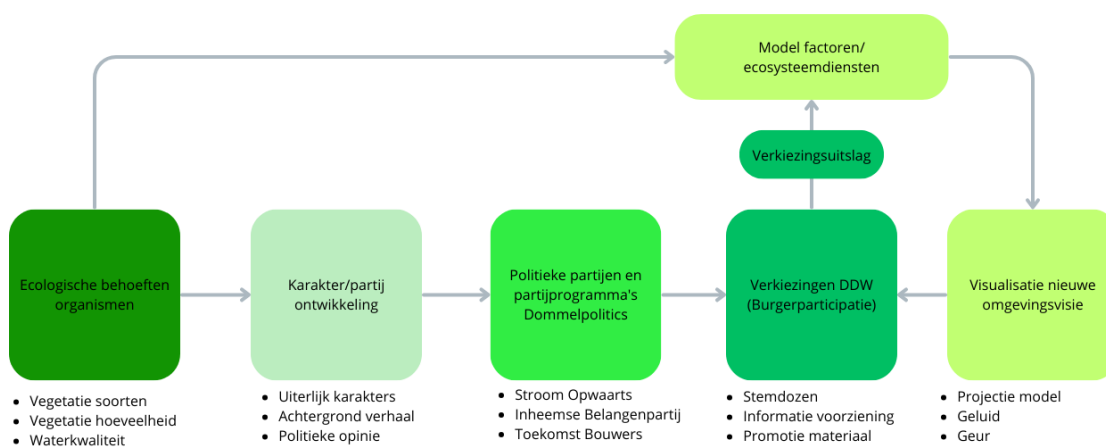 Model factoren/
ecosysteemdiensten
Verkiezingsuitslag
Ecologische behoeften
organismen
Karakter/partij
ontwikkeling
Politieke partijen en
partijprogramma's
Dommelpolitics
Verkiezingen DDW
(Burgerparticipatie)
Visualisatie nieuwe
omgevingsvisie
• Vegetatie soorten
• Vegetatie hoeveelheid
• Waterkwaliteit
• Uiterlijk karakters
• Achtergrond verhaal
• Politieke opinie
• Stroom Opwaarts
• Inheemse Belangenpartij
• Toekomst Bouwers
• Stemdozen
• Informatie voorziening
• Promotie materiaal
• Projectie model
• Geluid
• Geur